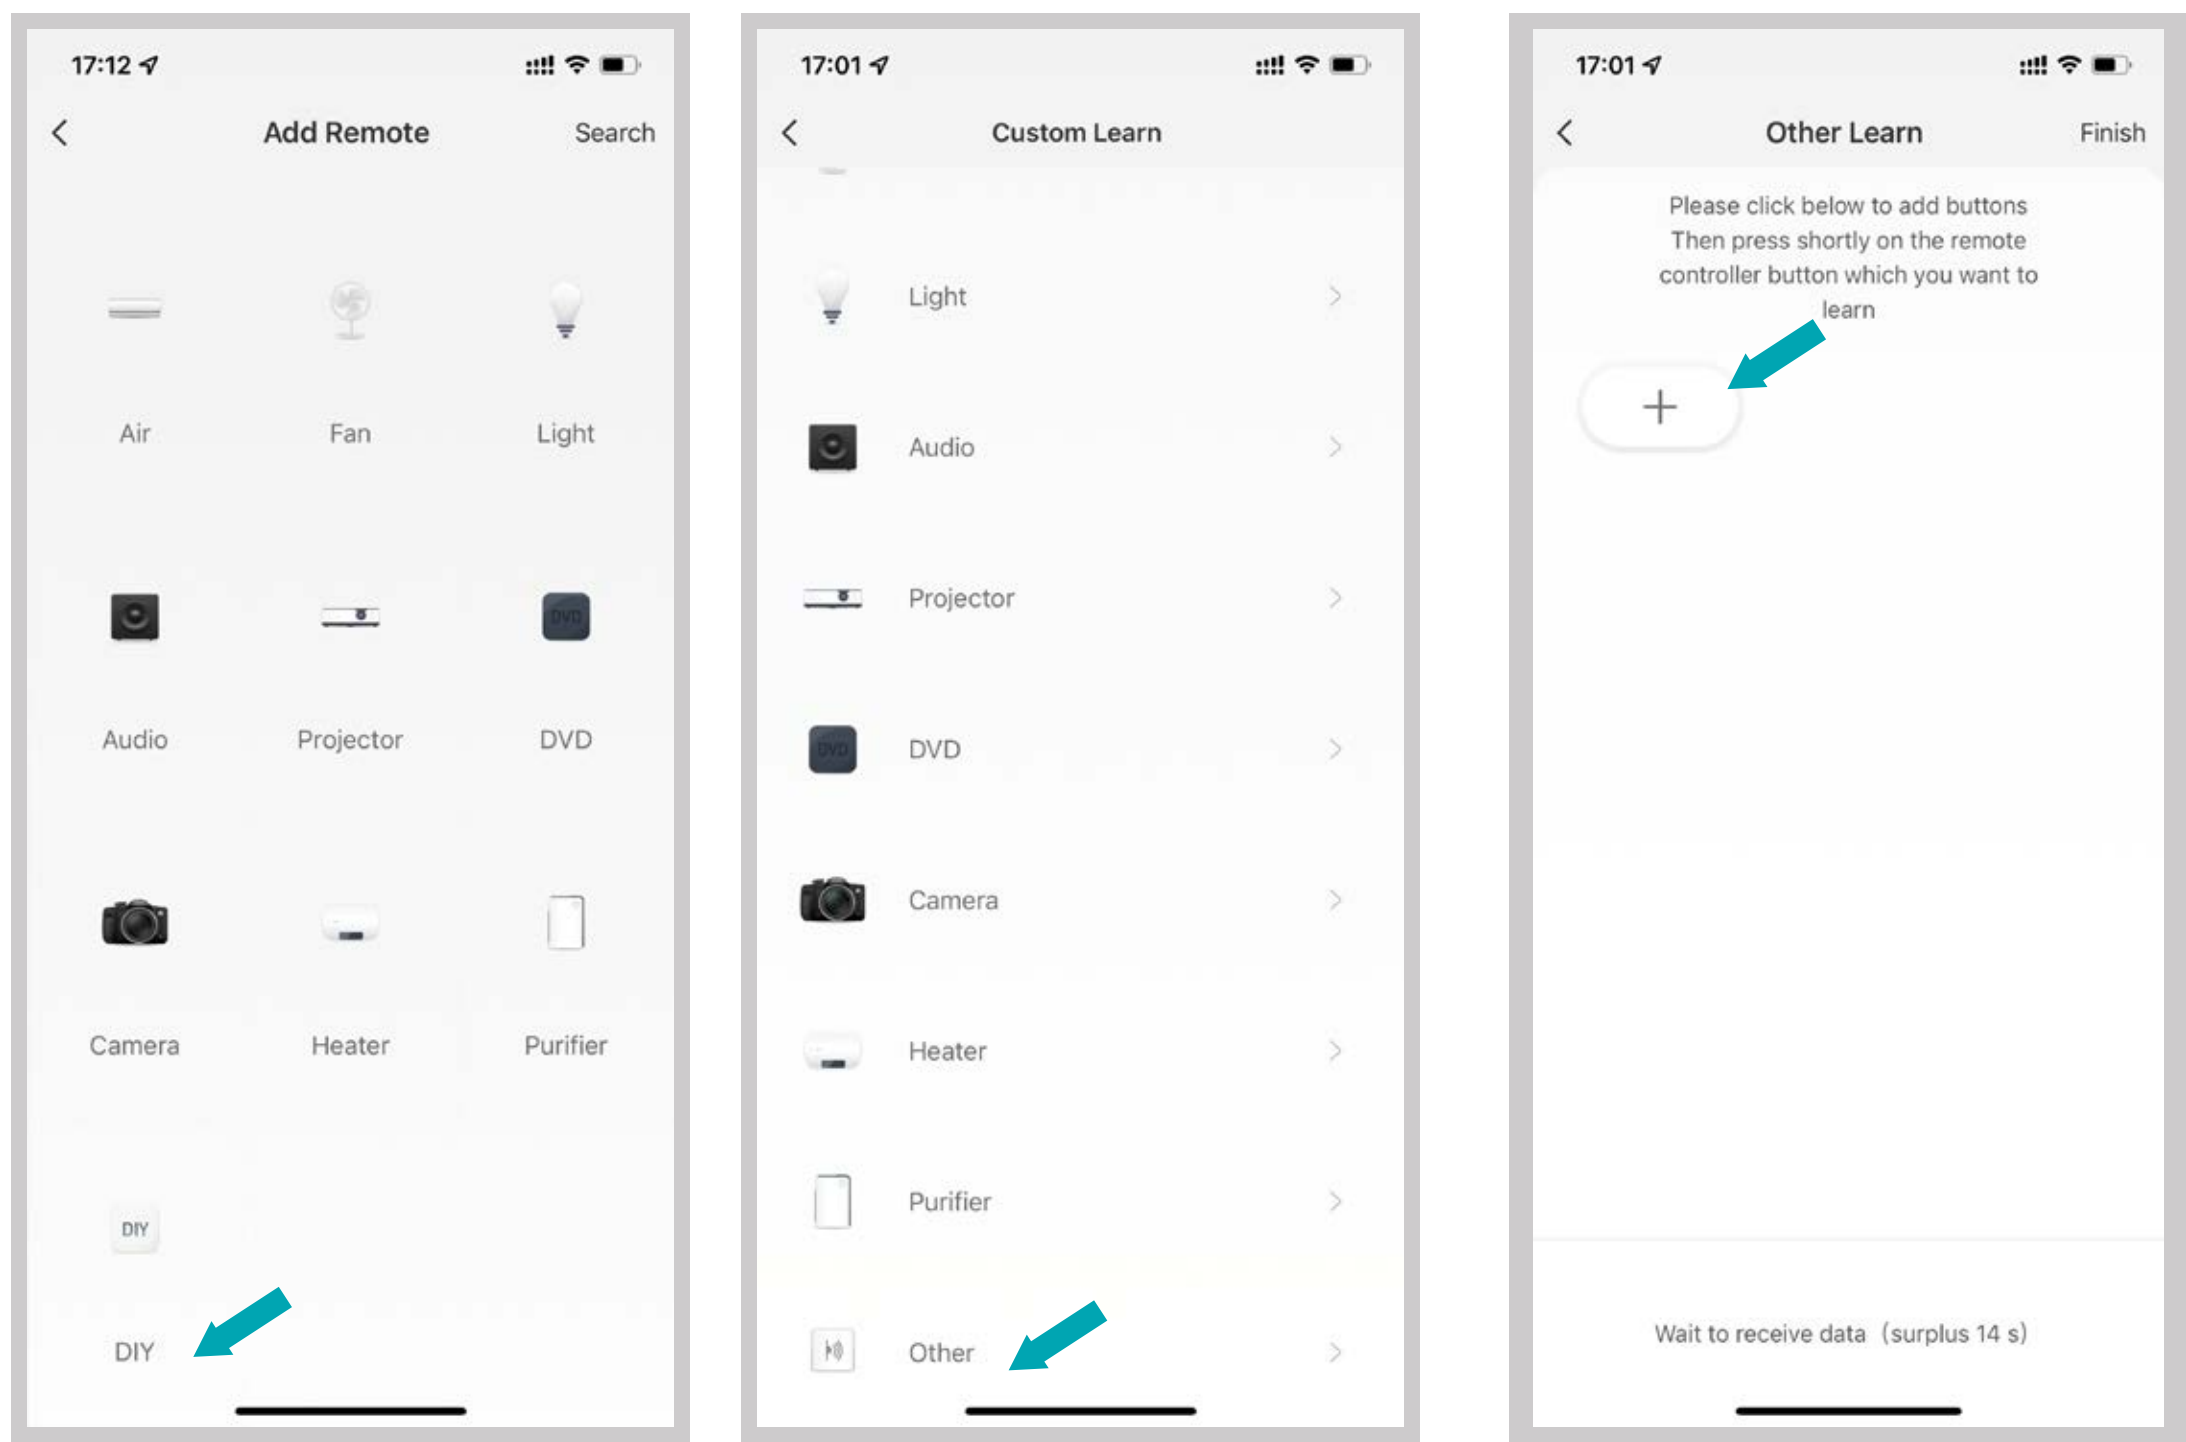 17:12
Add Remote
Search
Air
Fan
Light
DVD
Audio
Projector
DVD
Camera
Heater
Purifier
DIY
DIY
17:01
Custom Learn
Light
Audio
Projector
DVD
DVD
Camera
Heater
Purifier
Other
17:01
Other Learn
Finish
Please click below to add buttons
Then press shortly on the remote
controller button which you want to
learn
+
Wait to receive data (surplus 14 s)